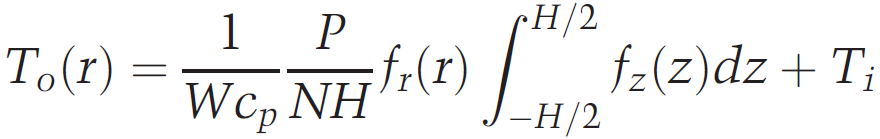 $T_o(r) = \frac{1}{Wc_p} \frac{P}{NH} f_r(r) \int_{-H/2}^{H/2} f_z(z)dz + T_i$